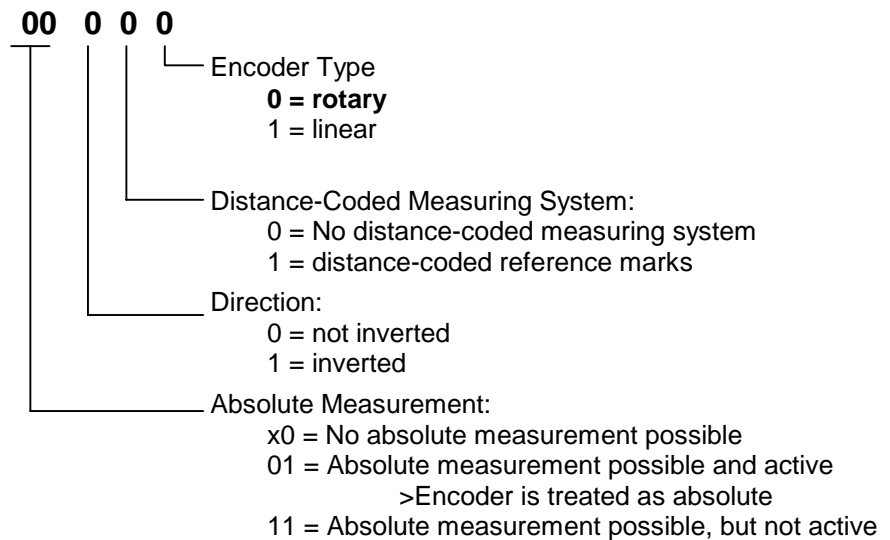 00 0 0 0
Encoder Type
0 = rotary
1 = linear
Distance-Coded Measuring System:
0 = No distance-coded measuring system
1 = distance-coded reference marks
Direction:
0 = not inverted
1 = inverted
Absolute Measurement:
x0 = No absolute measurement possible
01 = Absolute measurement possible and active
>Encoder is treated as absolute
11 = Absolute measurement possible, but not active